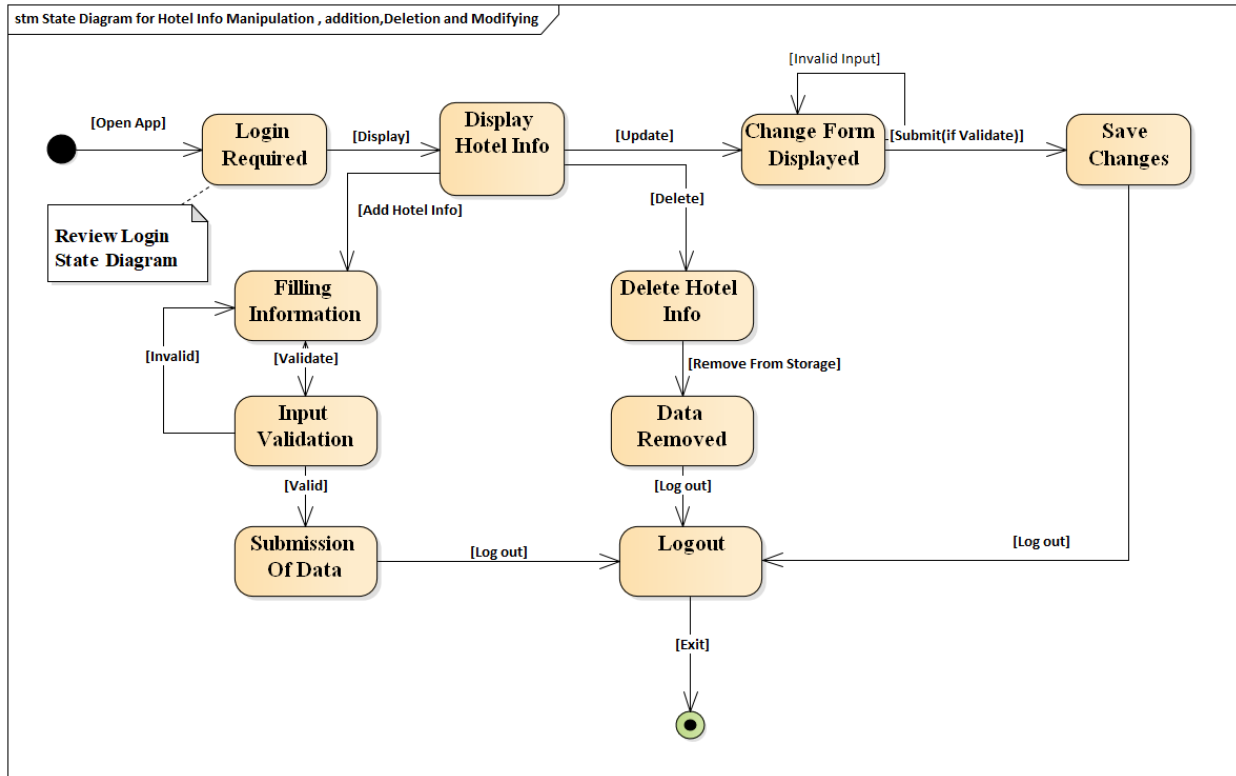 stm State Diagram for Hotel Info Manipulation , addition,Deletion and Modifying
[Invalid Input]
[Open App]
Login
Required
[Display]
Display
Hotel Info
[Update]
Change Form
Displayed
[Submit(if Validate)]
Save
Changes
Review Login
State Diagram
[Add Hotel Info]
[Delete]
Filling
Information
Delete Hotel
Info
[Invalid]
[Validate]
[Remove From Storage]
Input
Validation
Data
Removed
[Valid]
[Log out]
Submission
Of Data
[Log out]
Logout
[Log out]
[Exit]